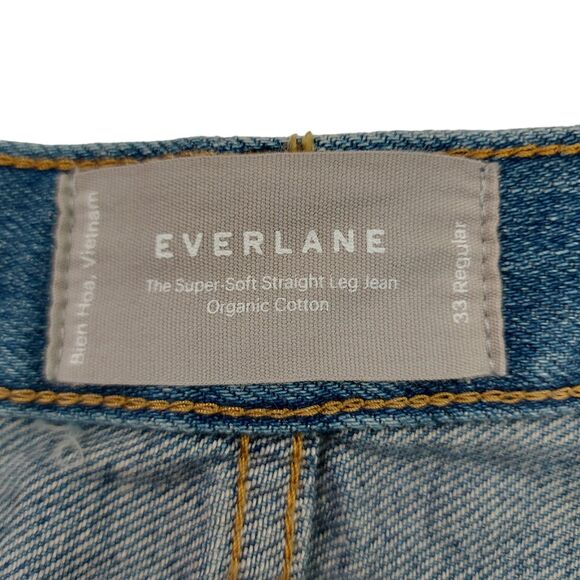 EVERLANE
The Super-Soft Straight Leg Jean
Organic Cotton
Bien Hoa, Vietnam
33 Regular